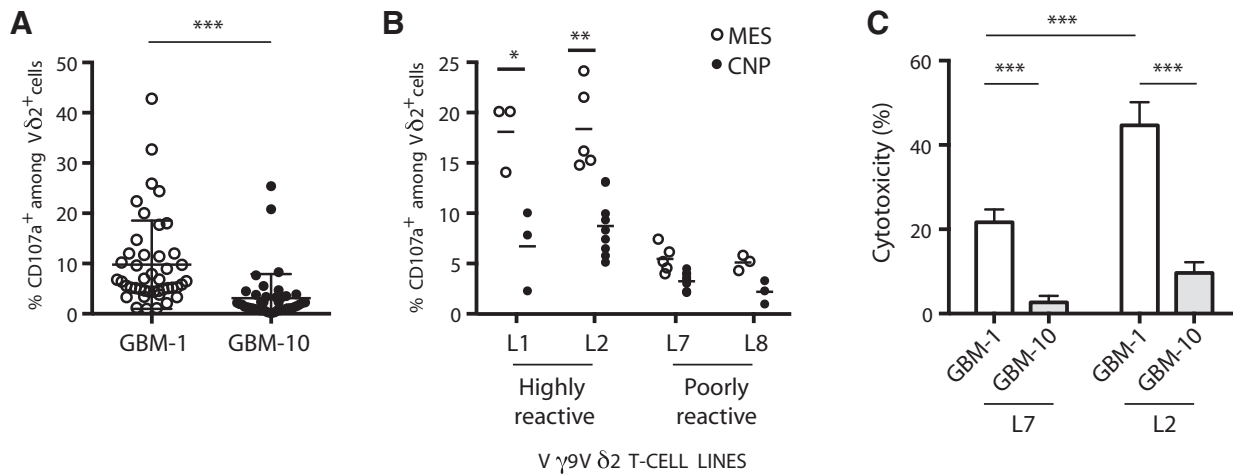 A
***
% CD107a+ among Vδ2+cells
50
40
30
20
10
0
GBM-1 GBM-10
B
* **
MES
CNP
% CD107a+ among Vδ2+cells
25
20
15
10
5
0
L1 L2 L7 L8
Highly reactive
Poorly reactive
V γ9V δ2 T-CELL LINES
C
***
*** ***
Cytotoxicity (%)
60
40
20
0
GBM-1 GBM-10 GBM-1 GBM-10
L7 L2